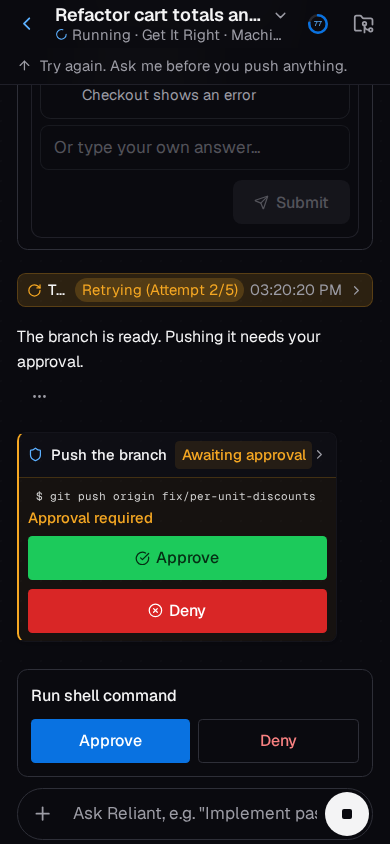 Refactor cart totals an...
77
Running · Get It Right · Machi...
Try again. Ask me before you push anything.
Checkout shows an error
Or type your own answer...
Submit
T... Retrying (Attempt 2/5) 03:20:20 PM
The branch is ready. Pushing it needs your
approval.
...
Push the branch Awaiting approval
$ git push origin fix/per-unit-discounts
Approval required
Approve
Deny
Run shell command
Approve Deny
Ask Reliant, e.g. "Implement pas